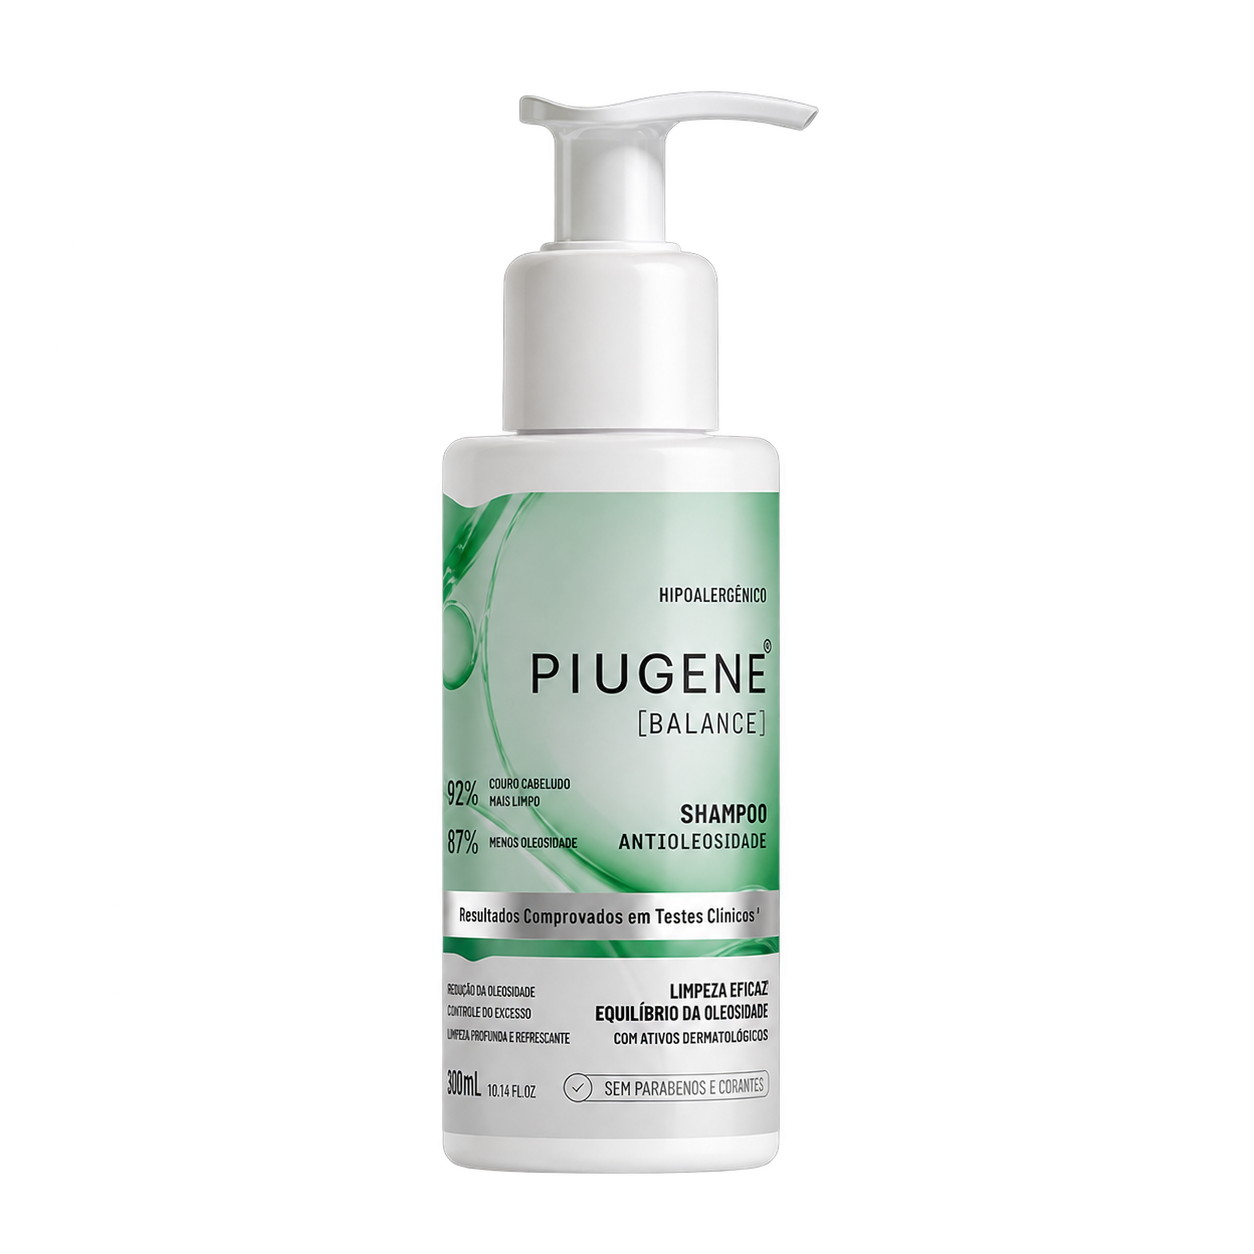 HIPOALERGÊNICO
PIUGENE®
[BALANCE]
92% COURO CABELUDO
MAIS LIMPO
87% MENOS OLEOSIDADE
SHAMPOO
ANTIOLEOSIDADE
Resultados Comprovados em Testes Clínicos¹
REDUÇÃO DA OLEOSIDADE
CONTROLE DO EXCESSO
LIMPEZA PROFUNDA E REFRESCANTE
LIMPEZA EFICAZ¹
EQUILÍBRIO DA OLEOSIDADE
COM ATIVOS DERMATOLÓGICOS
300mL 10.14 FL.OZ
SEM PARABENOS E CORANTES